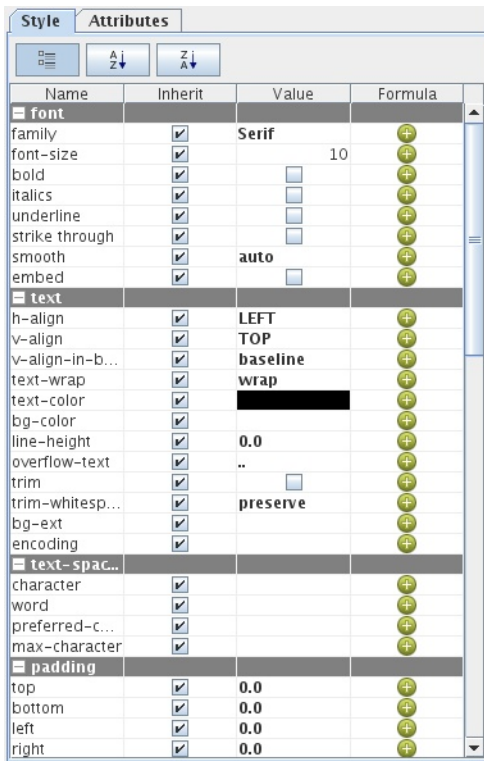 Style Attributes
A Z Z A
Name Inherit Value Formula
font
family Serif
font-size 10
bold
italics
underline
strike through
smooth auto
embed
text
h-align LEFT
v-align TOP
v-align-in-b... baseline
text-wrap wrap
text-color
bg-color
line-height 0.0
overflow-text ..
trim
trim-whitesp... preserve
bg-ext
encoding
text-spac...
character
word
preferred-c...
max-character
padding
top 0.0
bottom 0.0
left 0.0
right 0.0